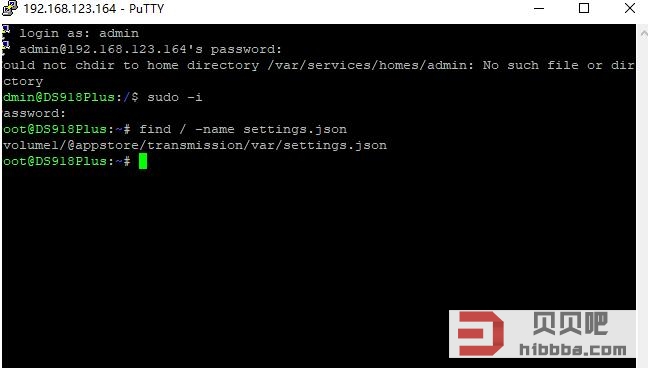 192.168.123.164 - PuTTY
login as: admin
admin@192.168.123.164's password:
ould not chdir to home directory /var/services/homes/admin: No such file or dir
ctory
dmin@DS918Plus:/$ sudo -i
assword:
oot@DS918Plus:~# find / -name settings.json
volume1/@appstore/transmission/var/settings.json
oot@DS918Plus:~#
贝贝吧
hibbba.com